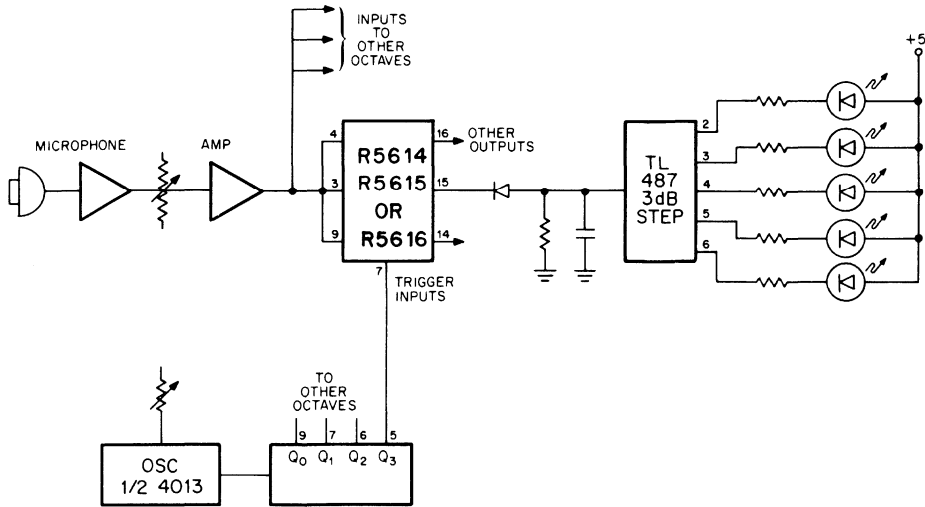 INPUTS
TO
OTHER
OCTAVES
+5
MICROPHONE
AMP
4
3
9
R5614
R5615
OR
R5616
16
15
14
7
OTHER
OUTPUTS
TRIGGER
INPUTS
TL
487
3dB
STEP
2
3
4
5
6
TO
OTHER
OCTAVES
9
7
6
5
Q0
Q1
Q2
Q3
OSC
1/2 4013